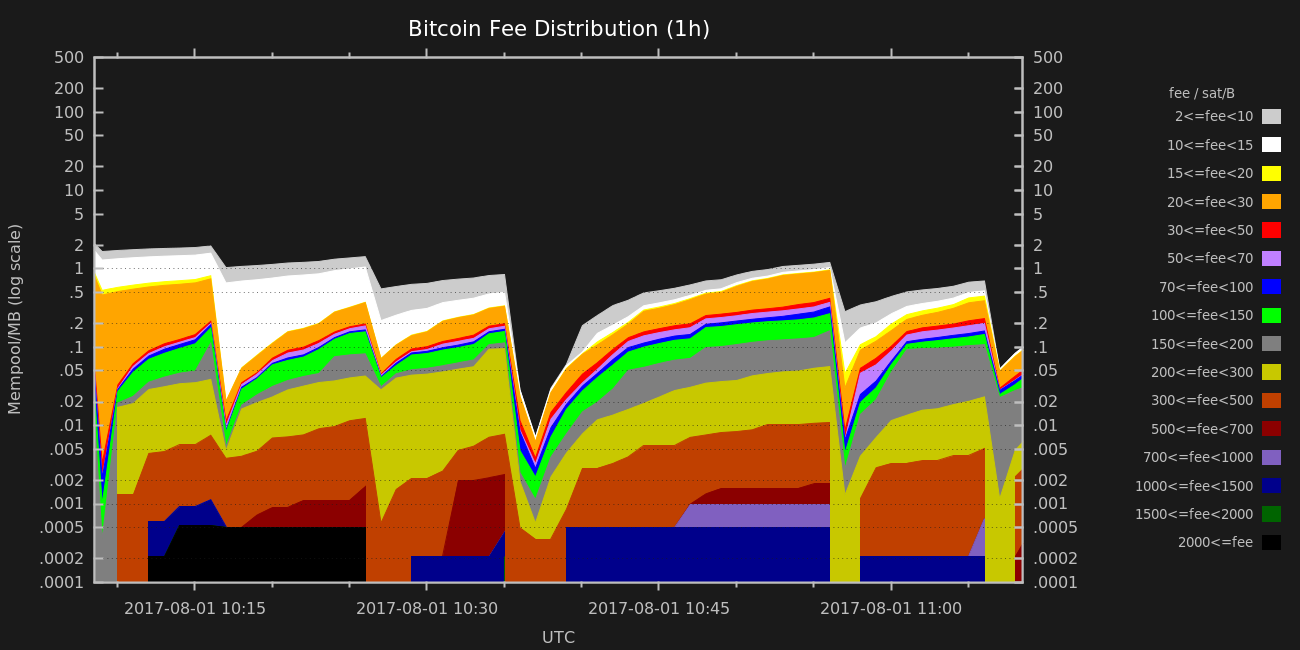 Bitcoin Fee Distribution (1h)
500
200
100
50
20
10
5
2
1
.5
.2
.1
.05
.02
.01
.005
.002
.001
.0005
.0002
.0001
Mempool/MB (log scale)
500
200
100
50
20
10
5
2
1
.5
.2
.1
.05
.02
.01
.005
.002
.001
.0005
.0002
.0001
2017-08-01 10:15
2017-08-01 10:30
2017-08-01 10:45
2017-08-01 11:00
UTC
fee / sat/B
2<=fee<10
10<=fee<15
15<=fee<20
20<=fee<30
30<=fee<50
50<=fee<70
70<=fee<100
100<=fee<150
150<=fee<200
200<=fee<300
300<=fee<500
500<=fee<700
700<=fee<1000
1000<=fee<1500
1500<=fee<2000
2000<=fee